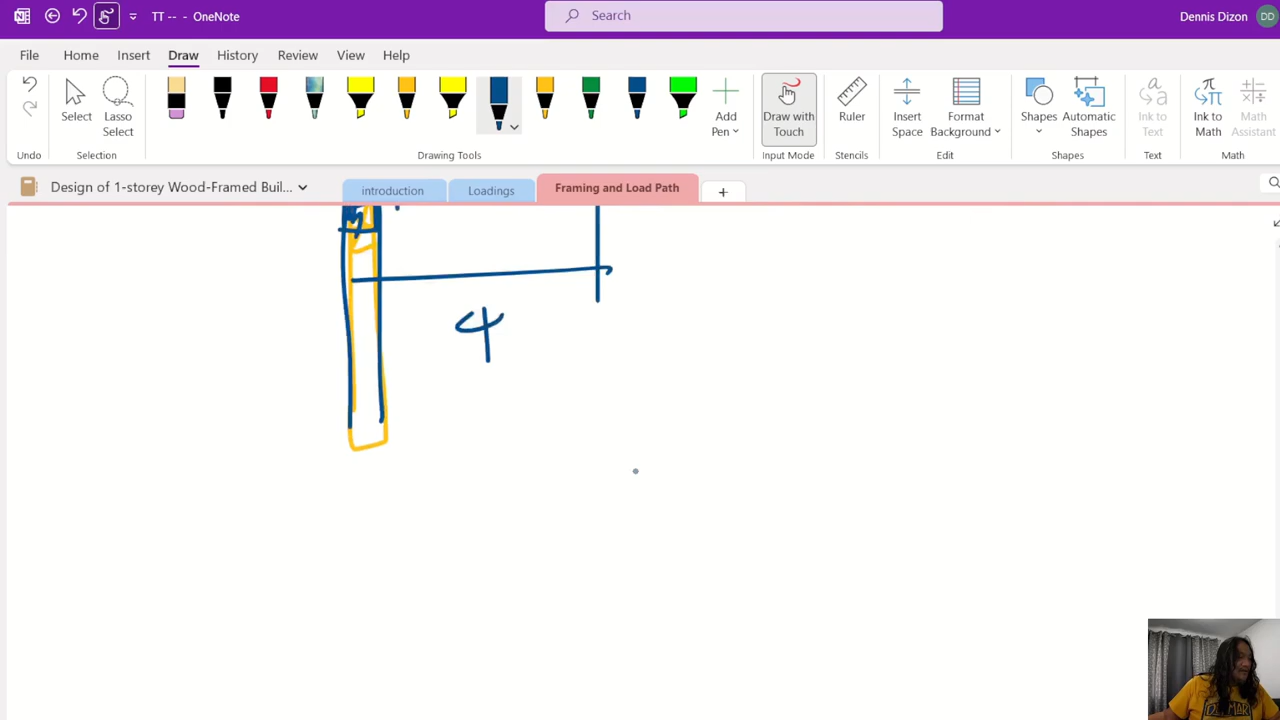 TT -- - OneNote
Search
Dennis Dizon
DD
File Home Insert Draw History Review View Help
Select
Lasso Select
Add Pen
Draw with Touch
Ruler
Insert Space
Format Background
Shapes
Automatic Shapes
Ink to Text
Ink to Math
Math Assistant
Undo
Selection
Drawing Tools
Input Mode
Stencils
Edit
Shapes
Text
Math
Design of 1-storey Wood-Framed Buil...
introduction
Loadings
Framing and Load Path
+
4